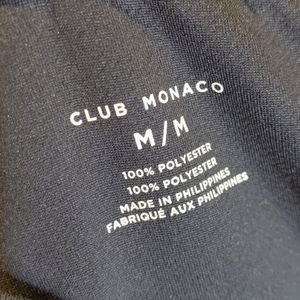 CLUB MONACO
M/M
100% POLYESTER
100% POLYESTER
MADE IN PHILIPPINES
FABRIQUÉ AUX PHILIPPINES